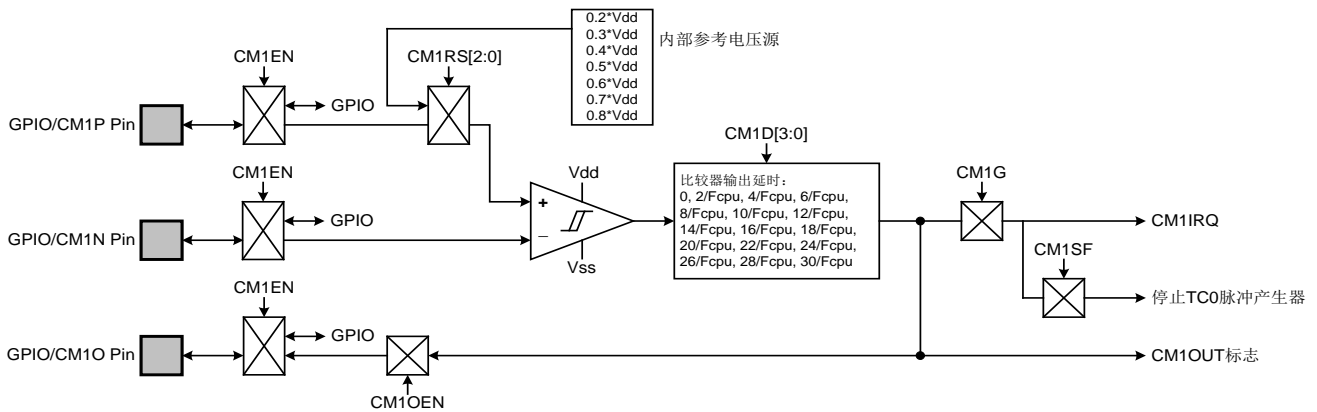 0.2*Vdd
0.3*Vdd
0.4*Vdd
0.5*Vdd
0.6*Vdd
0.7*Vdd
0.8*Vdd
内部参考电压源
CM1EN
CM1RS[2:0]
GPIO
GPIO/CM1P Pin
CM1D[3:0]
CM1EN
Vdd
比较器输出延时：
0, 2/Fcpu, 4/Fcpu, 6/Fcpu,
8/Fcpu, 10/Fcpu, 12/Fcpu,
14/Fcpu, 16/Fcpu, 18/Fcpu,
20/Fcpu, 22/Fcpu, 24/Fcpu,
26/Fcpu, 28/Fcpu, 30/Fcpu
CM1G
+
GPIO
GPIO/CM1N Pin
−
CM1IRQ
Vss
CM1SF
CM1EN
停止TC0脉冲产生器
GPIO
GPIO/CM1O Pin
CM1OUT标志
CM1OEN